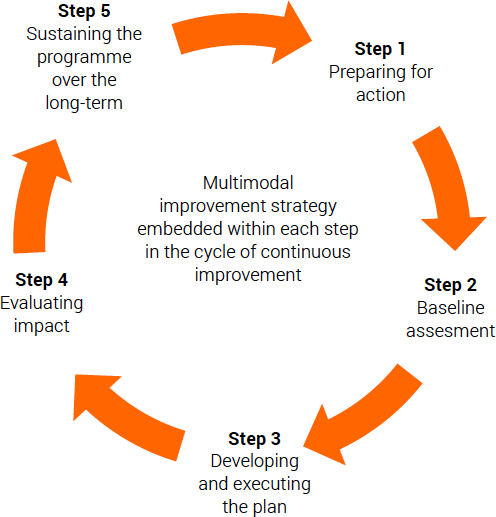 Step 1
Preparing for
action
Step 2
Baseline
assesment
Step 3
Developing
and executing
the plan
Step 4
Evaluating
impact
Step 5
Sustaining the
programme
over the
long-term
Multimodal
improvement strategy
embedded within each step
in the cycle of continuous
improvement